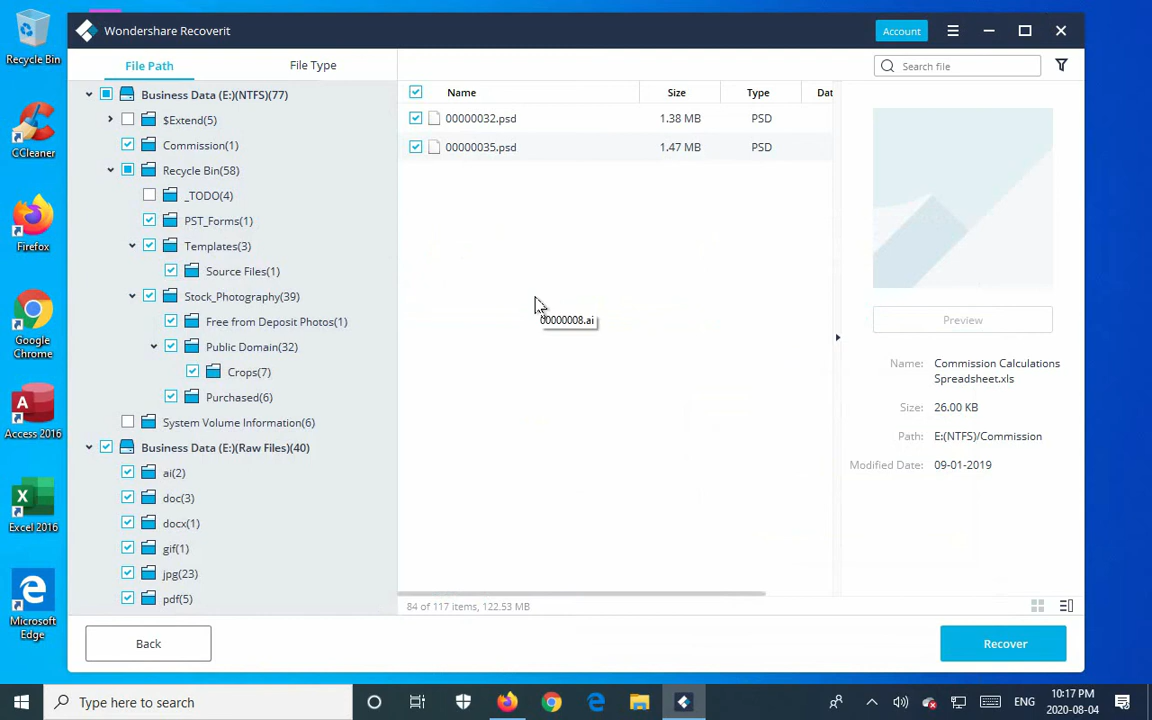 Wondershare Recoverit
Account
File Path
File Type
Search file
Business Data (E:)(NTFS)(77)
$Extend(5)
Commission(1)
Recycle Bin(58)
_TODO(4)
PST_Forms(1)
Templates(3)
Source Files(1)
Stock_Photography(39)
Free from Deposit Photos(1)
Public Domain(32)
Crops(7)
Purchased(6)
System Volume Information(6)
Business Data (E:)(Raw Files)(40)
ai(2)
doc(3)
docx(1)
gif(1)
jpg(23)
pdf(5)
Name Size Type Dat
00000032.psd 1.38 MB PSD
00000035.psd 1.47 MB PSD
00000008.ai
84 of 117 items, 122.53 MB
Preview
Name: Commission Calculations
Spreadsheet.xls
Size: 26.00 KB
Path: E:(NTFS)/Commission
Modified Date: 09-01-2019
Back
Recover
Recycle Bin
CCleaner
Firefox
Google
Chrome
Access 2016
Excel 2016
Microsoft
Edge
Type here to search
ENG
10:17 PM
2020-08-04